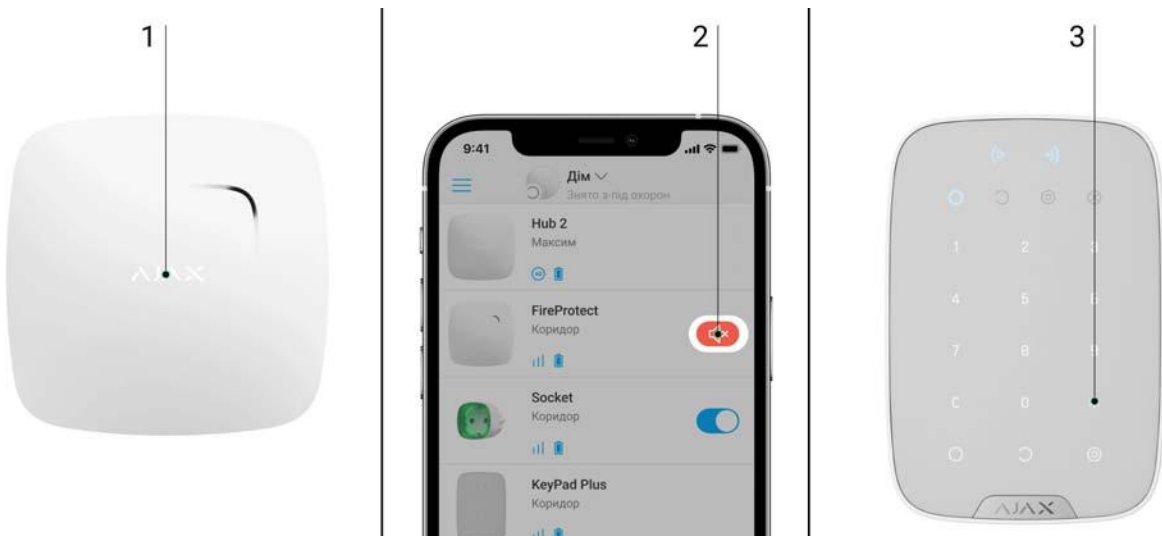 1
AJAX
2
9:41
Дім
Знято з-під охорон
Hub 2
Максим
FireProtect
Коридор
Socket
Коридор
KeyPad Plus
Коридор
3
1 2 3
4 5 6
7 8 9
C 0
AJAX